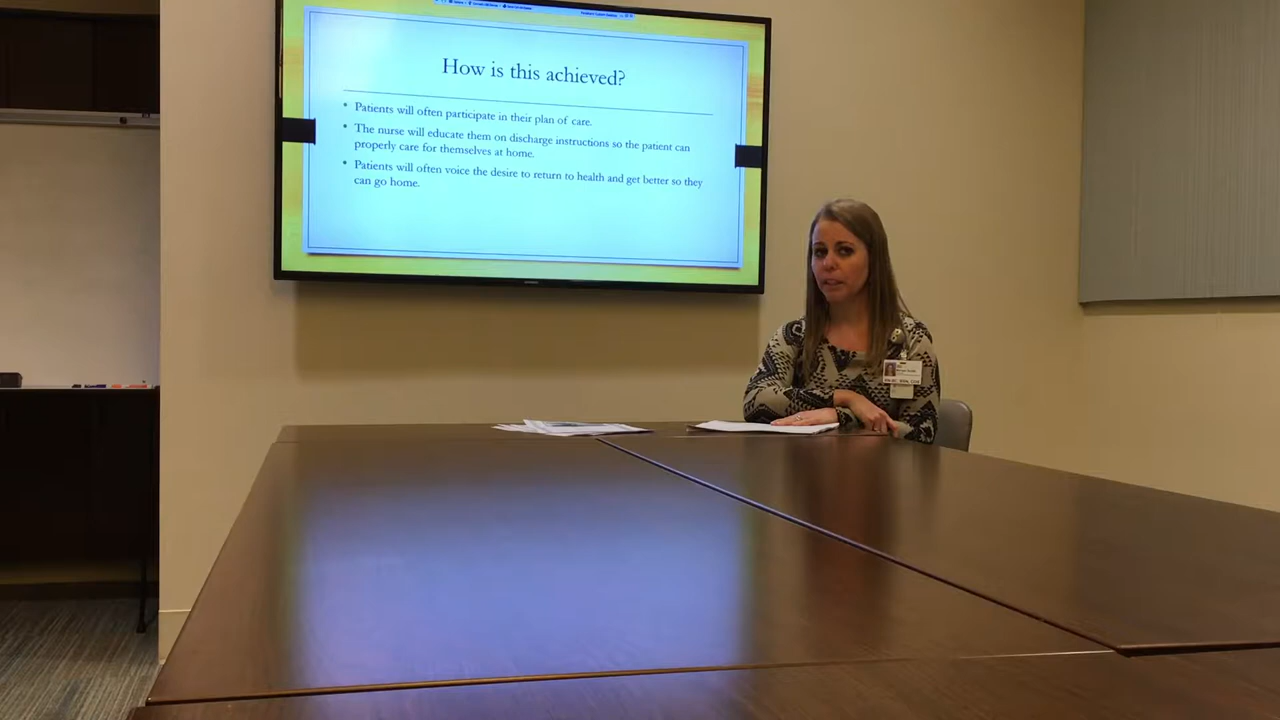 How is this achieved?
• Patients will often participate in their plan of care.
• The nurse will educate them on discharge instructions so the patient can
properly care for themselves at home.
• Patients will often voice the desire to return to health and get better so they
can go home.